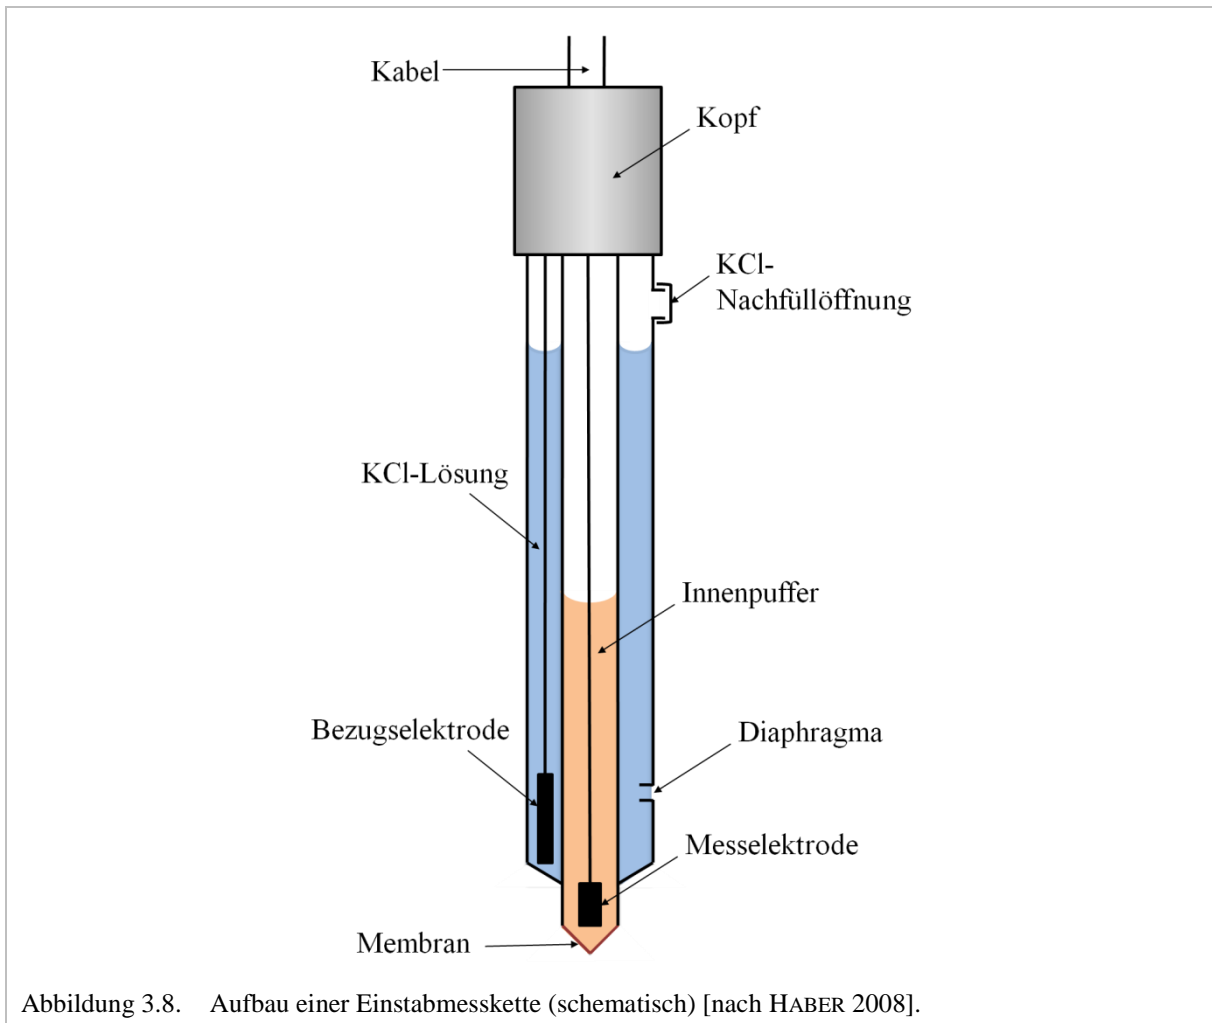 Kabel
Kopf
KCl-
Nachfüllöffnung
KCl-Lösung
Innenpuffer
Bezugselektrode
Diaphragma
Messelektrode
Membran
Abbildung 3.8. Aufbau einer Einstabmesskette (schematisch) [nach HABER 2008].